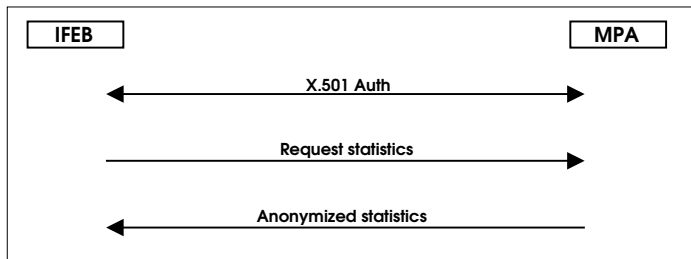 IFEB
MPA
X.501 Auth
Request statistics
Anonymized statistics